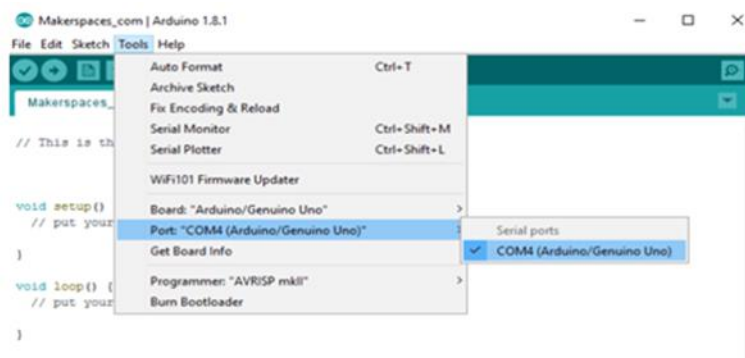 Makerspaces_com | Arduino 1.8.1
File Edit Sketch Tools Help
Makerspaces_
Auto Format Ctrl+T
Archive Sketch
Fix Encoding & Reload
Serial Monitor Ctrl+Shift+M
Serial Plotter Ctrl+Shift+L
WiFi101 Firmware Updater
Board: "Arduino/Genuino Uno"
Port: "COM4 (Arduino/Genuino Uno)"
Get Board Info
Programmer: "AVRISP mkII"
Burn Bootloader
Serial ports
COM4 (Arduino/Genuino Uno)
// This is th
void setup()
// put your
}
void loop() {
// put your
}